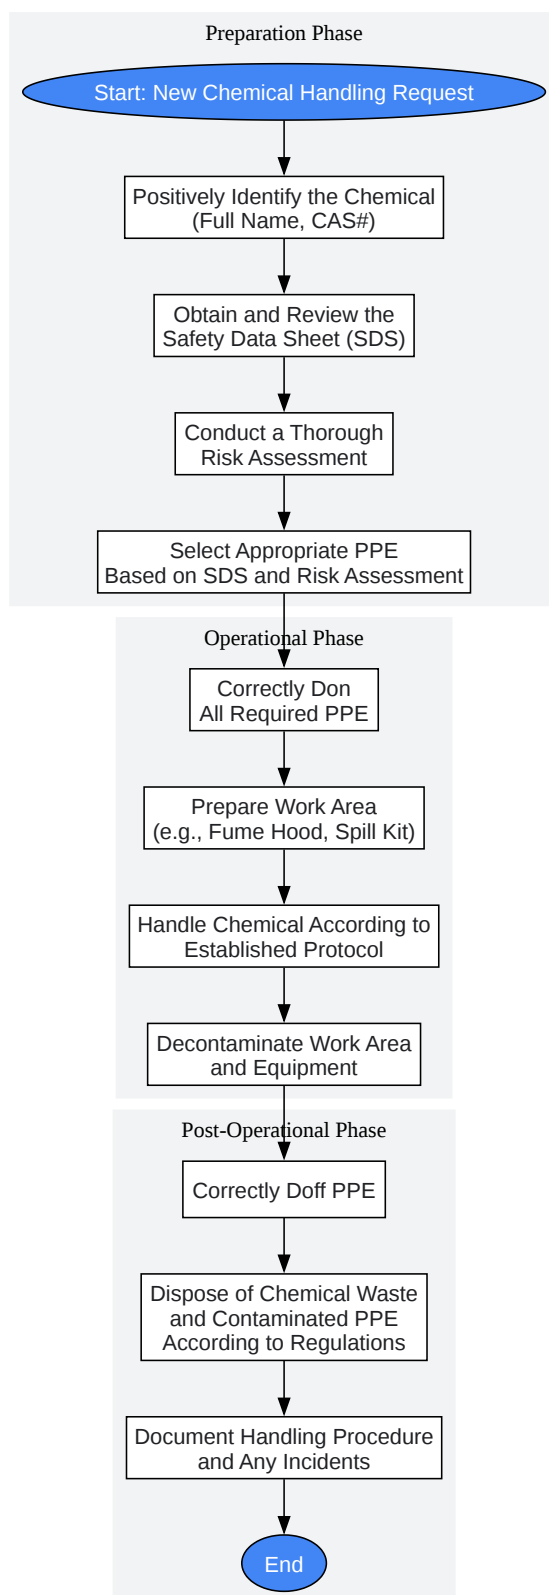 Preparation Phase
Start: New Chemical Handling Request
Positively Identify the Chemical
(Full Name, CAS#)
Obtain and Review the
Safety Data Sheet (SDS)
Conduct a Thorough
Risk Assessment
Select Appropriate PPE
Based on SDS and Risk Assessment
Operational Phase
Correctly Don
All Required PPE
Prepare Work Area
(e.g., Fume Hood, Spill Kit)
Handle Chemical According to
Established Protocol
Decontaminate Work Area
and Equipment
Post-Operational Phase
Correctly Doff PPE
Dispose of Chemical Waste
and Contaminated PPE
According to Regulations
Document Handling Procedure
and Any Incidents
End